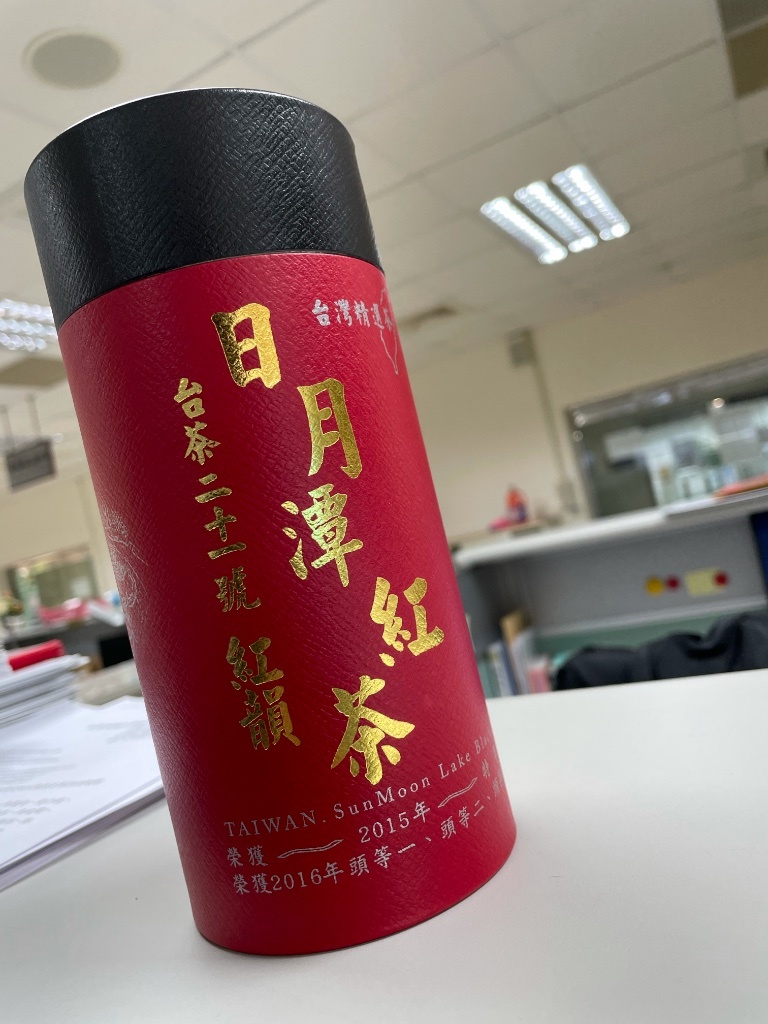 台灣精選茶
日月潭紅茶
台茶二十一號 紅韻
TAIWAN. SunMoon Lake
榮獲 2015年 特
榮獲2016年頭等一、頭等二、